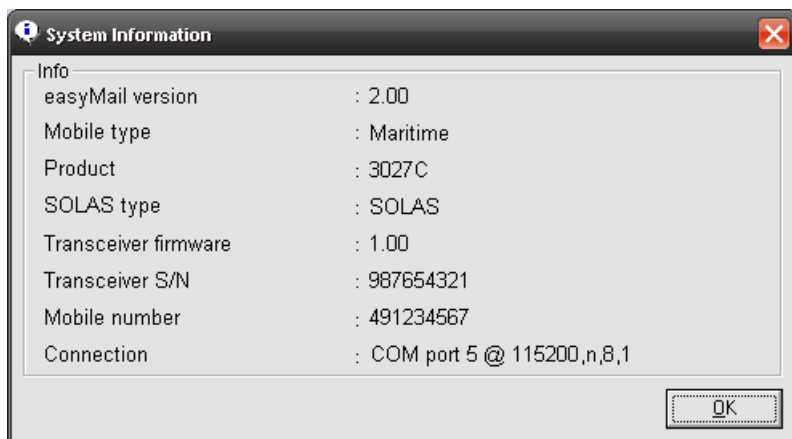 System Information
Info
easyMail version : 2.00
Mobile type : Maritime
Product : 3027C
SOLAS type : SOLAS
Transceiver firmware : 1.00
Transceiver S/N : 987654321
Mobile number : 491234567
Connection : COM port 5 @ 115200,n,8,1
OK